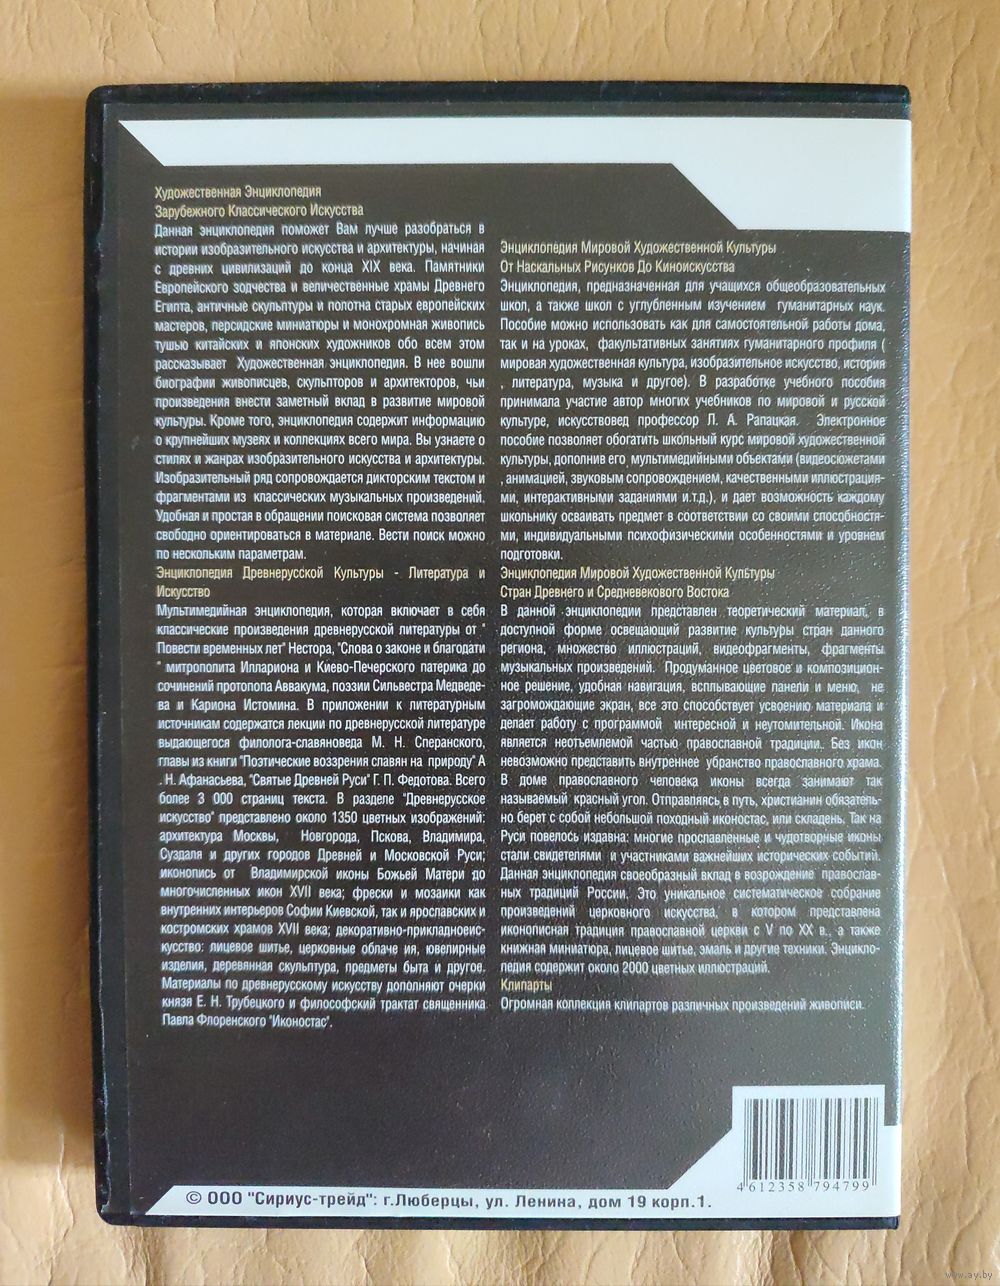 Художественная Энциклопедия
Зарубежного Классического Искусства
Данная энциклопедия поможет Вам лучше разобраться в
истории изобразительного искусства и архитектуры, начиная
с древних цивилизаций до конца XIX века. Памятники
Европейского зодчества и величественные храмы Древнего
Египта, античные скульптуры и полотна старых европейских
мастеров, персидские миниатюры и монохромная живопись
тушью китайских и японских художников обо всем этом
рассказывает Художественная энциклопедия. В нее вошли
биографии живописцев, скульпторов и архитекторов, чьи
произведения внести заметный вклад в развитие мировой
культуры. Кроме того, энциклопедия содержит информацию
о крупнейших музеях и коллекциях всего мира. Вы узнаете о
стилях и жанрах изобразительного искусства и архитектуры.
Изобразительный ряд сопровождается дикторским текстом и
фрагментами из классических музыкальных произведений.
Удобная и простая в обращении поисковая система позволяет
свободно ориентироваться в материале. Вести поиск можно
по нескольким параметрам.
Энциклопедия Древнерусской Культуры - Литература и
Искусство
Мультимедийная энциклопедия, которая включает в себя
классические произведения древнерусской литературы от "
Повести временных лет" Нестора, "Слова о законе и благодати
" митрополита Иллариона и Киево-Печерского патерика до
сочинений протопопа Аввакума, поэзии Сильвестра Медведе-
ва и Кариона Истомина. В приложении к литературным
источникам содержатся лекции по древнерусской литературе
выдающегося филолога-славяноведа М. Н. Сперанского,
главы из книги "Поэтические воззрения славян на природу" А
. Н. Афанасьева, "Святые Древней Руси" Г. П. Федотова. Всего
более 3 000 страниц текста. В разделе "Древнерусское
искусство" представлено около 1350 цветных изображений:
архитектура Москвы, Новгорода, Пскова, Владимира,
Суздаля и других городов Древней и Московской Руси;
иконопись от Владимирской иконы Божьей Матери до
многочисленных икон XVII века; фрески и мозаики как
внутренних интерьеров Софии Киевской, так и ярославских и
костромских храмов XVII века; декоративно-прикладноеис-
кусство: лицевое шитье, церковные облаче ия, ювелирные
изделия, деревянная скульптура, предметы быта и другое.
Материалы по древнерусскому искусству дополняют очерки
князя Е. Н. Трубецкого и философский трактат священника
Павла Флоренского "Иконостас".
Энциклопедия Мировой Художественной Культуры
От Наскальных Рисунков До Киноискусства
Энциклопедия, предназначенная для учащихся общеобразовательных
школ, а также школ с углубленным изучением гуманитарных наук.
Пособие можно использовать как для самостоятельной работы дома,
так и на уроках, факультативных занятиях гуманитарного профиля (
мировая художественная культура, изобразительное искусство, история
, литература, музыка и другое). В разработке учебного пособия
принимала участие автор многих учебников по мировой и русской
культуре, искусствовед профессор Л. А. Рапацкая. Электронное
пособие позволяет обогатить школьный курс мировой художественной
культуры, дополнив его мультимедийными объектами (видеосюжетами
, анимацией, звуковым сопровождением, качественными иллюстрация-
ми, интерактивными заданиями и.т.д.), и дает возможность каждому
школьнику осваивать предмет в соответствии со своими способностя-
ми, индивидуальными психофизическими особенностями и уровнем
подготовки.
Энциклопедия Мировой Художественной Культуры
Стран Древнего и Средневекового Востока
В данной энциклопедии представлен теоретический материал, в
доступной форме освещающий развитие культуры стран данного
региона, множество иллюстраций, видеофрагменты, фрагменты
музыкальных произведений. Продуманное цветовое и композицион-
ное решение, удобная навигация, всплывающие панели и меню, не
загромождающие экран, все это способствует усвоению материала и
делает работу с программой интересной и неутомительной. Икона
является неотъемлемой частью православной традиции. Без икон
невозможно представить внутреннее убранство православного храма.
В доме православного человека иконы всегда занимают так
называемый красный угол. Отправляясь в путь, христианин обязатель-
но берет с собой небольшой походный иконостас, или складень. Так на
Руси повелось издавна: многие прославленные и чудотворные иконы
стали свидетелями и участниками важнейших исторических событий.
Данная энциклопедия своеобразный вклад в возрождение православ-
ных традиций России. Это уникальное систематическое собрание
произведений церковного искусства, в котором представлена
иконописная традиция православной церкви с V по XX в., а также
книжная миниатюра, лицевое шитье, эмаль и другие техники. Энцикло-
педия содержит около 2000 цветных иллюстраций.
Клипарты
Огромная коллекция клипартов различных произведений живописи.
4 612358 794799
© ООО "Сириус-трейд": г.Люберцы, ул. Ленина, дом 19 корп.1.
www.ay.by